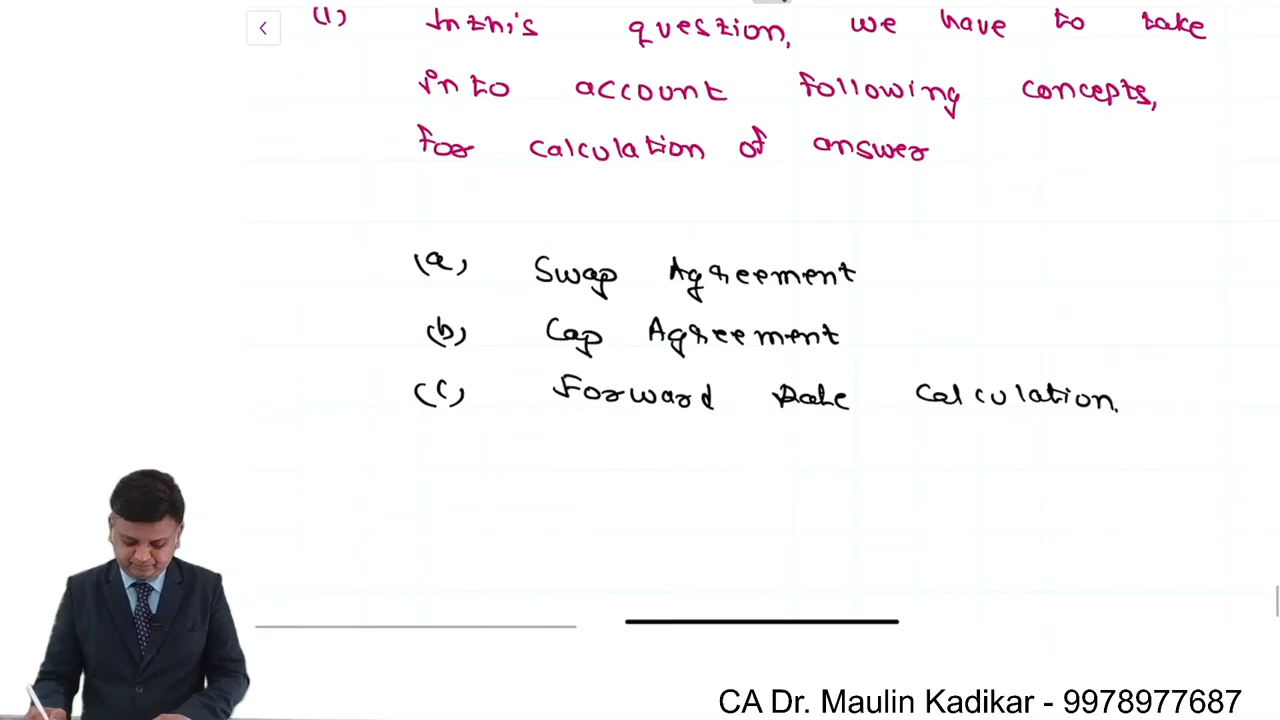 (1) In this question, we have to take
into account following concepts,
for calculation of answer
(a) Swap Agreement
(b) Cap Agreement
(c) Forward Rate Calculation.
CA Dr. Maulin Kadikar - 9978977687